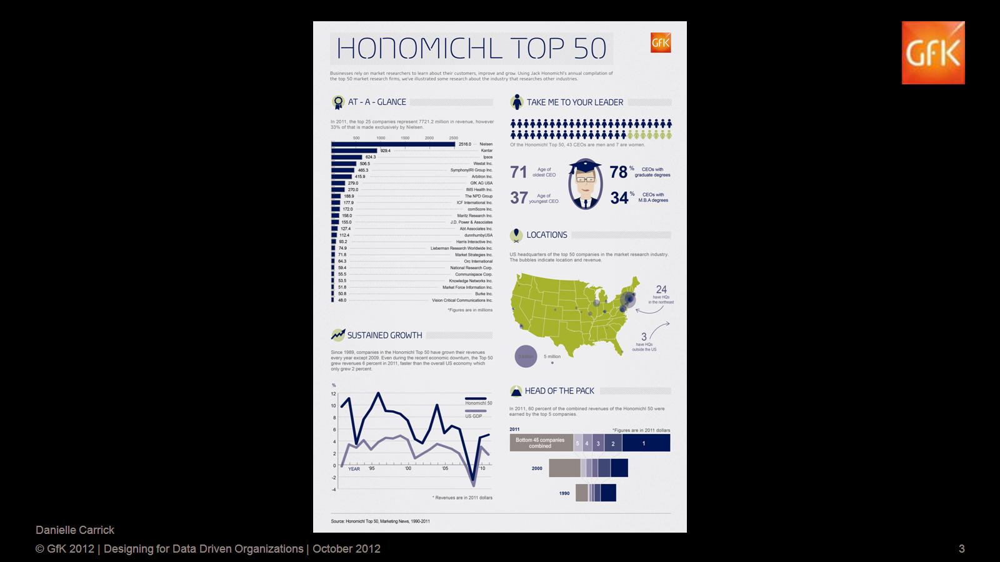 HONOMICHL TOP 50
GfK
GfK
Businesses rely on market researchers to learn about their customers, improve and grow. Using Jack Honomichl's annual compilation of
the top 50 market research firms, we've illustrated some research about the industry that researches other industries.
AT - A - GLANCE
In 2011, the top 25 companies represent 7721.2 million in revenue, however
33% of that is made exclusively by Nielsen.
500 1000 1500 2000 2500
2516.0 Nielsen
929.4 Kantar
624.3 Ipsos
506.5 Westat Inc.
465.3 SymphonyIRI Group Inc.
415.9 Arbitron Inc.
279.0 GfK AG USA
270.0 IMS Health Inc.
188.9 The NPD Group
177.9 ICF International Inc.
172.0 comScore Inc.
158.0 Maritz Research Inc.
155.0 J.D. Power & Associates
127.4 Abt Associates Inc.
112.4 dunnhumbyUSA
93.2 Harris Interactive Inc.
74.9 Lieberman Research Worldwide Inc.
71.8 Market Strategies Inc.
64.3 Orc International
59.4 National Research Corp.
55.5 Communispace Corp.
53.5 Knowledge Networks Inc.
51.8 Market Force Information Inc.
50.8 Burke Inc.
48.0 Vision Critical Communications Inc.
*Figures are in millions
SUSTAINED GROWTH
Since 1989, companies in the Honomichl Top 50 have grown their revenues
every year except 2009. Even during the recent economic downturn, the Top 50
grew revenues 6 percent in 2011, faster than the overall US economy which
only grew 2 percent.
%
12
10
8
6
4
2
0
-2
-4
Honomichl 50
US GDP
YEAR '95 '00 '05 '10
* Revenues are in 2011 dollars
TAKE ME TO YOUR LEADER
Of the Honomichl Top 50, 43 CEOs are men and 7 are women.
71 Age of
oldest CEO
37 Age of
youngest CEO
78% CEOs with
graduate degrees
34% CEOs with
M.B.A degrees
LOCATIONS
US headquarters of the top 50 companies in the market research industry.
The bubbles indicate location and revenue.
24
have HQs
in the northeast
3
have HQs
outside the US
5 million
HEAD OF THE PACK
In 2011, 60 percent of the combined revenues of the Honomichl 50 were
earned by the top 5 companies.
2011 *Figures are in 2011 dollars
Bottom 45 companies
combined
5 4 3 2 1
2000
1990
Source: Honomichl Top 50, Marketing News, 1990-2011
Danielle Carrick
© GfK 2012 | Designing for Data Driven Organizations | October 2012
3